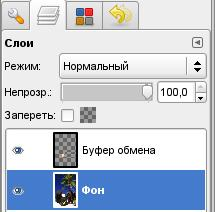 Слои
Режим: Нормальный
Непрозр.: 100,0
Запереть:
Буфер обмена
Фон